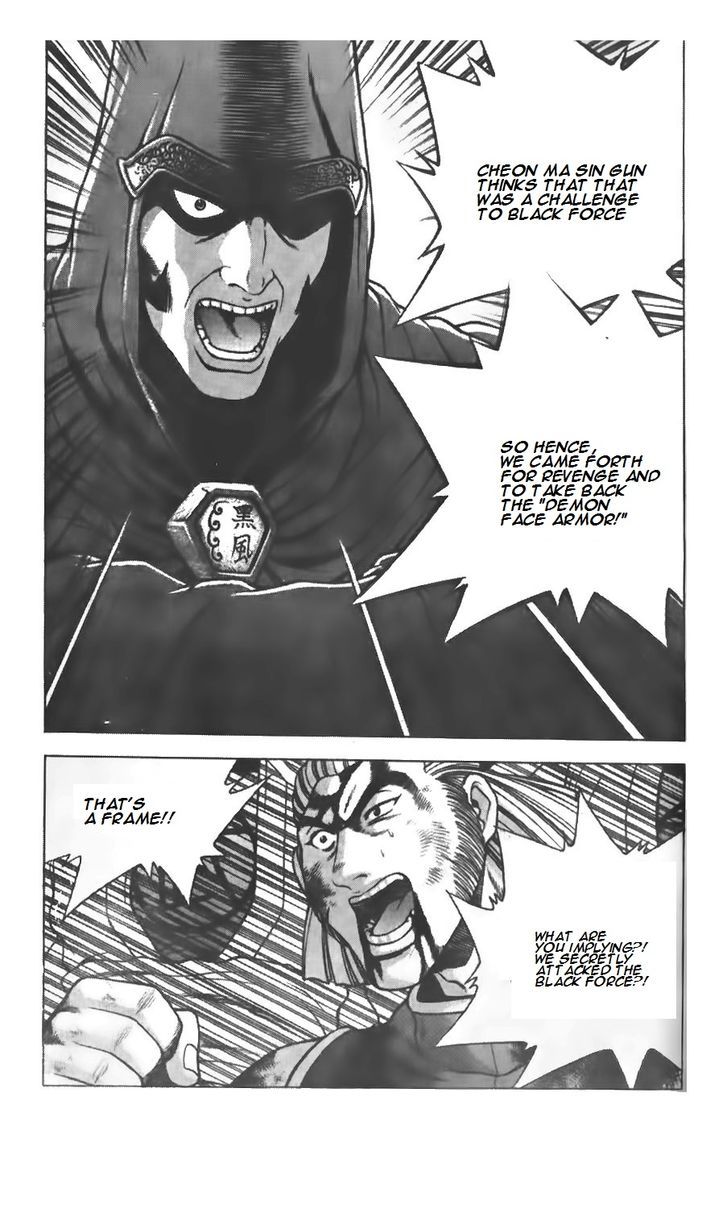 CHEON MA SIN GUN
THINKS THAT THAT
WAS A CHALLENGE
TO BLACK FORCE
SO HENCE,
WE CAME FORTH
FOR REVENGE AND
TO TAKE BACK
THE "DEMON
FACE ARMOR!"
黑
風
THAT'S
A FRAME!!
WHAT ARE
YOU IMPLYING?!
WE SECRETLY
ATTACKED THE
BLACK FORCE?!